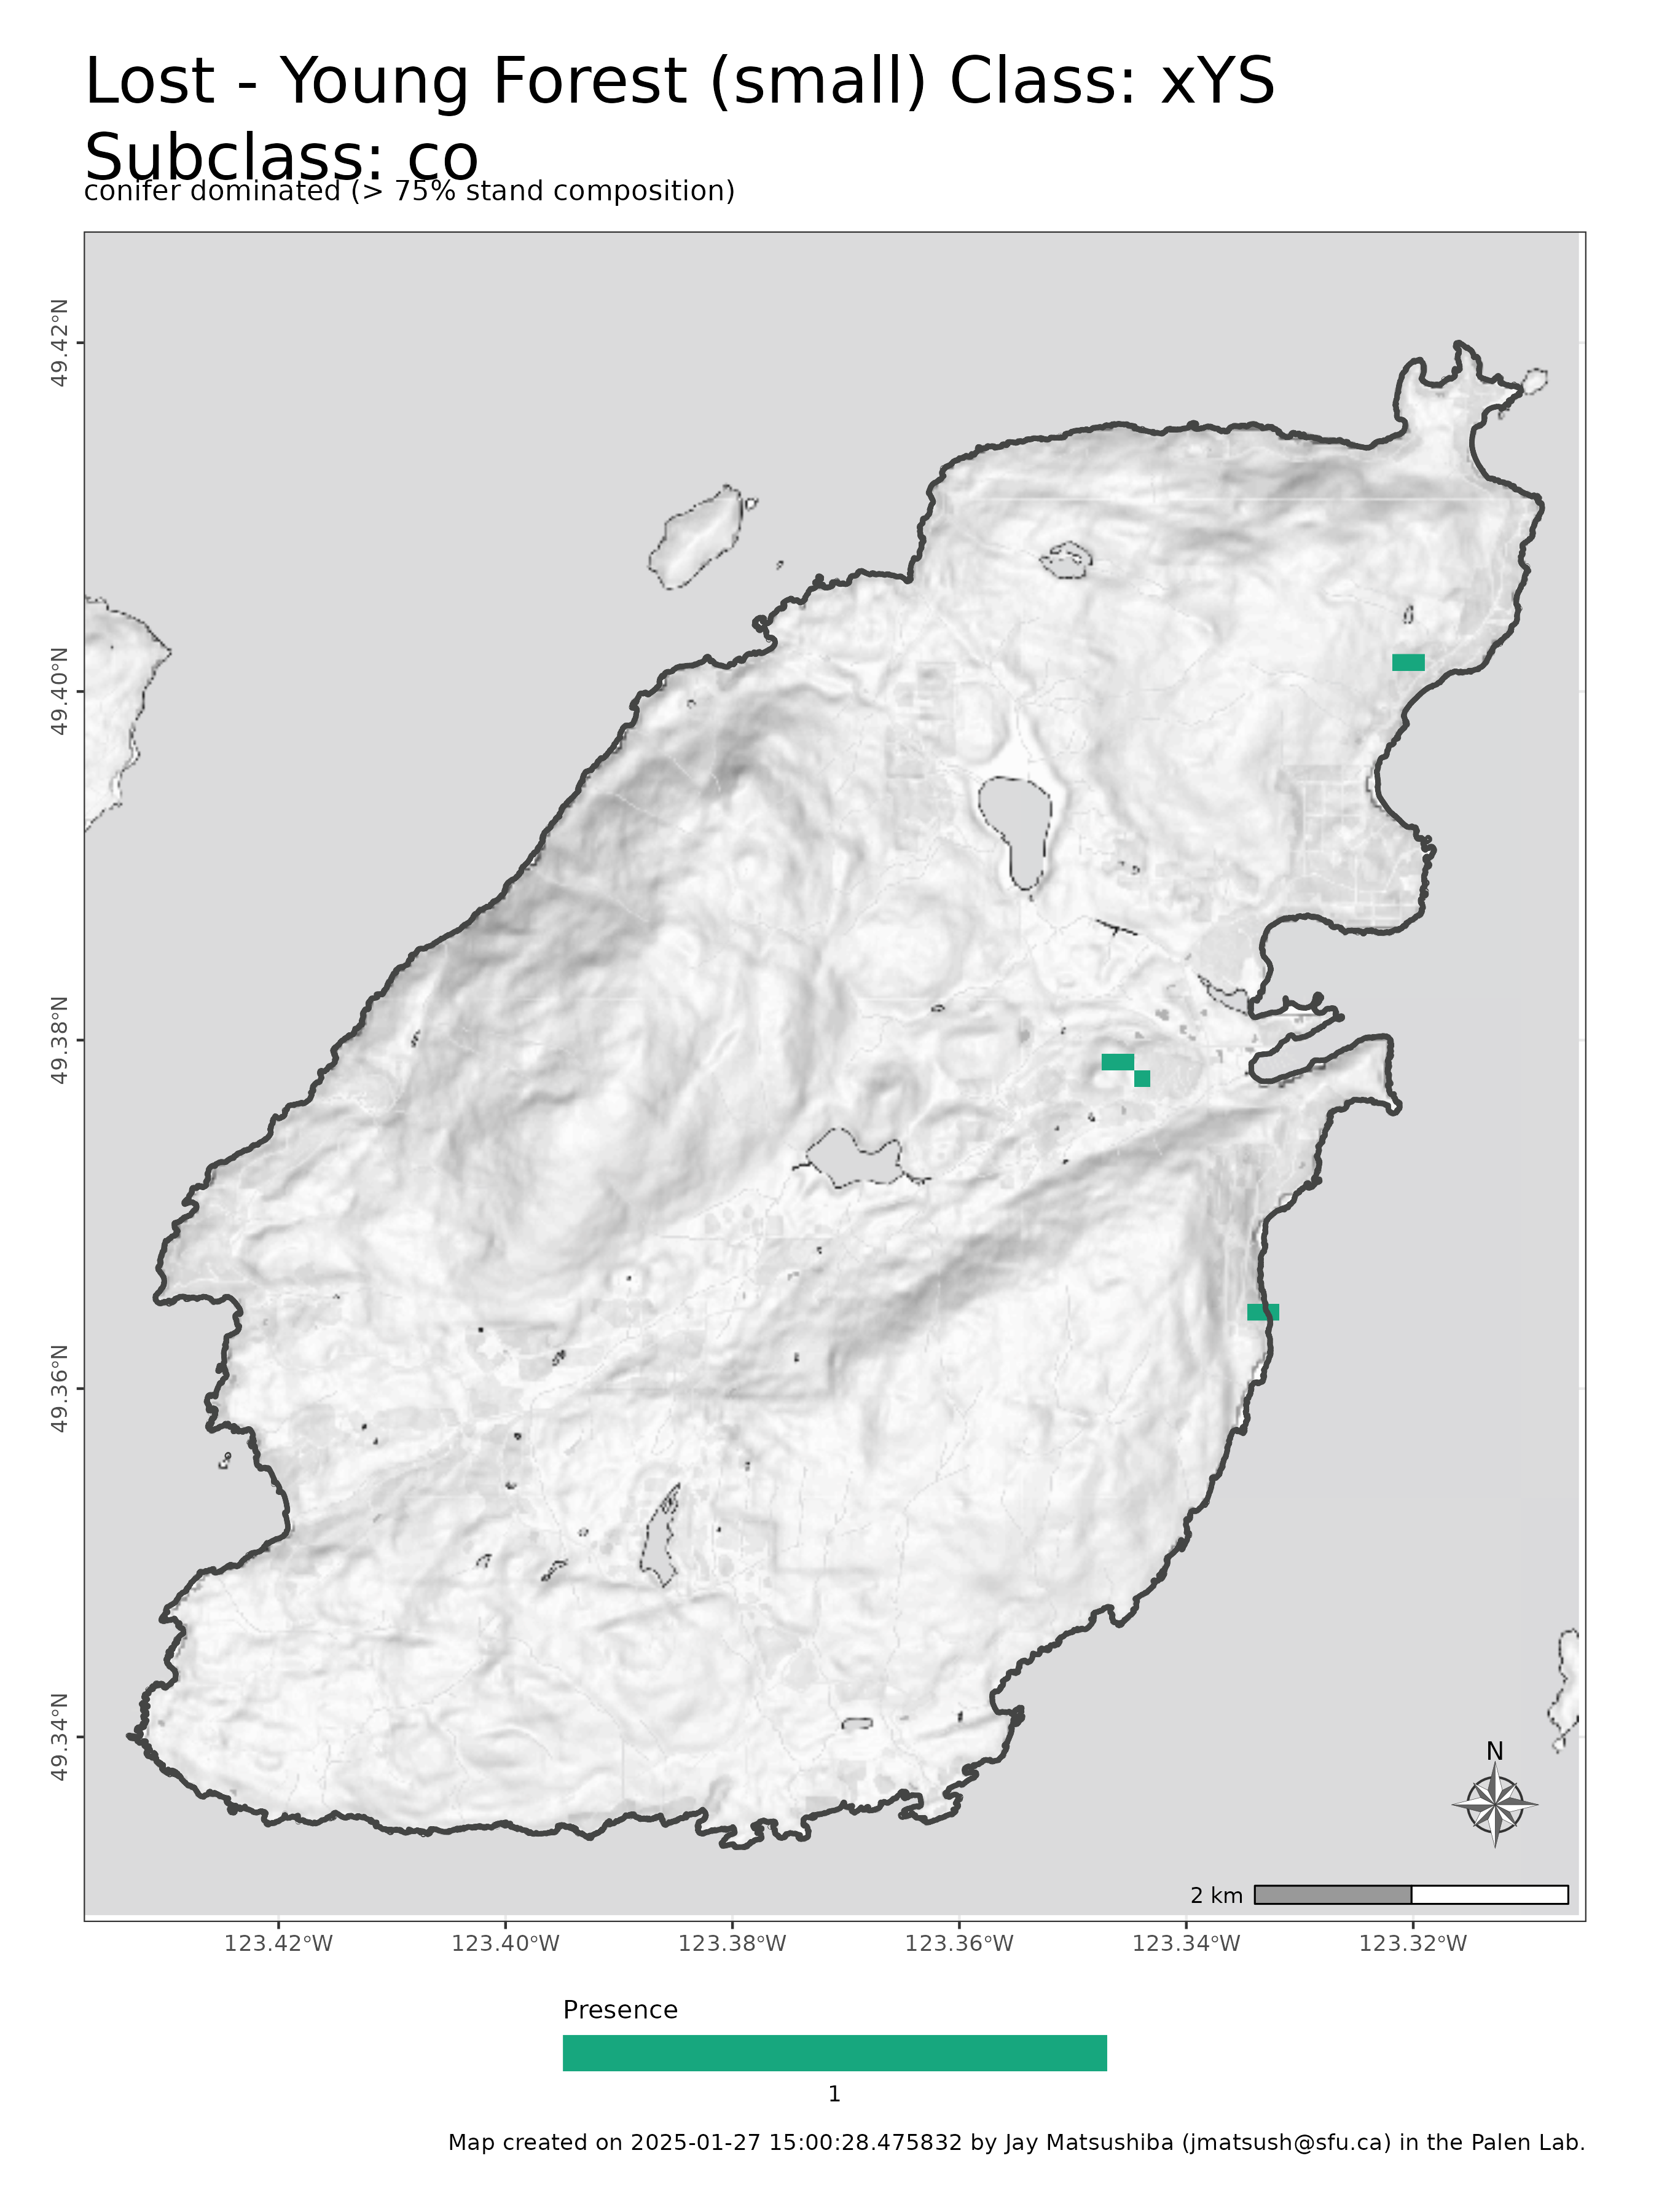 Lost - Young Forest (small) Class: xYS
Subclass: co
conifer dominated (> 75% stand composition)
49.42°N
49.40°N
49.38°N
49.36°N
49.34°N
N
2 km
123.42°W 123.40°W 123.38°W 123.36°W 123.34°W 123.32°W
Presence
1
Map created on 2025-01-27 15:00:28.475832 by Jay Matsushiba (jmatsush@sfu.ca) in the Palen Lab.